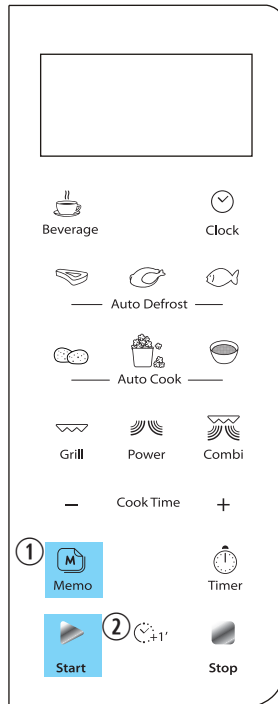 Beverage Clock
Auto Defrost
Auto Cook
Grill Power Combi
– Cook Time +
① M
Memo Timer
② +1'
Start Stop